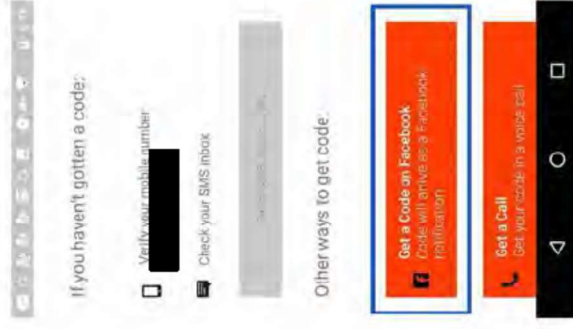 If you haven't gotten a code:
Verify your mobile number
Check your SMS inbox
Other ways to get code:
Get a Code on Facebook
Code will arrive as a Facebook
notification
Get a Call
Get your code in a voice call